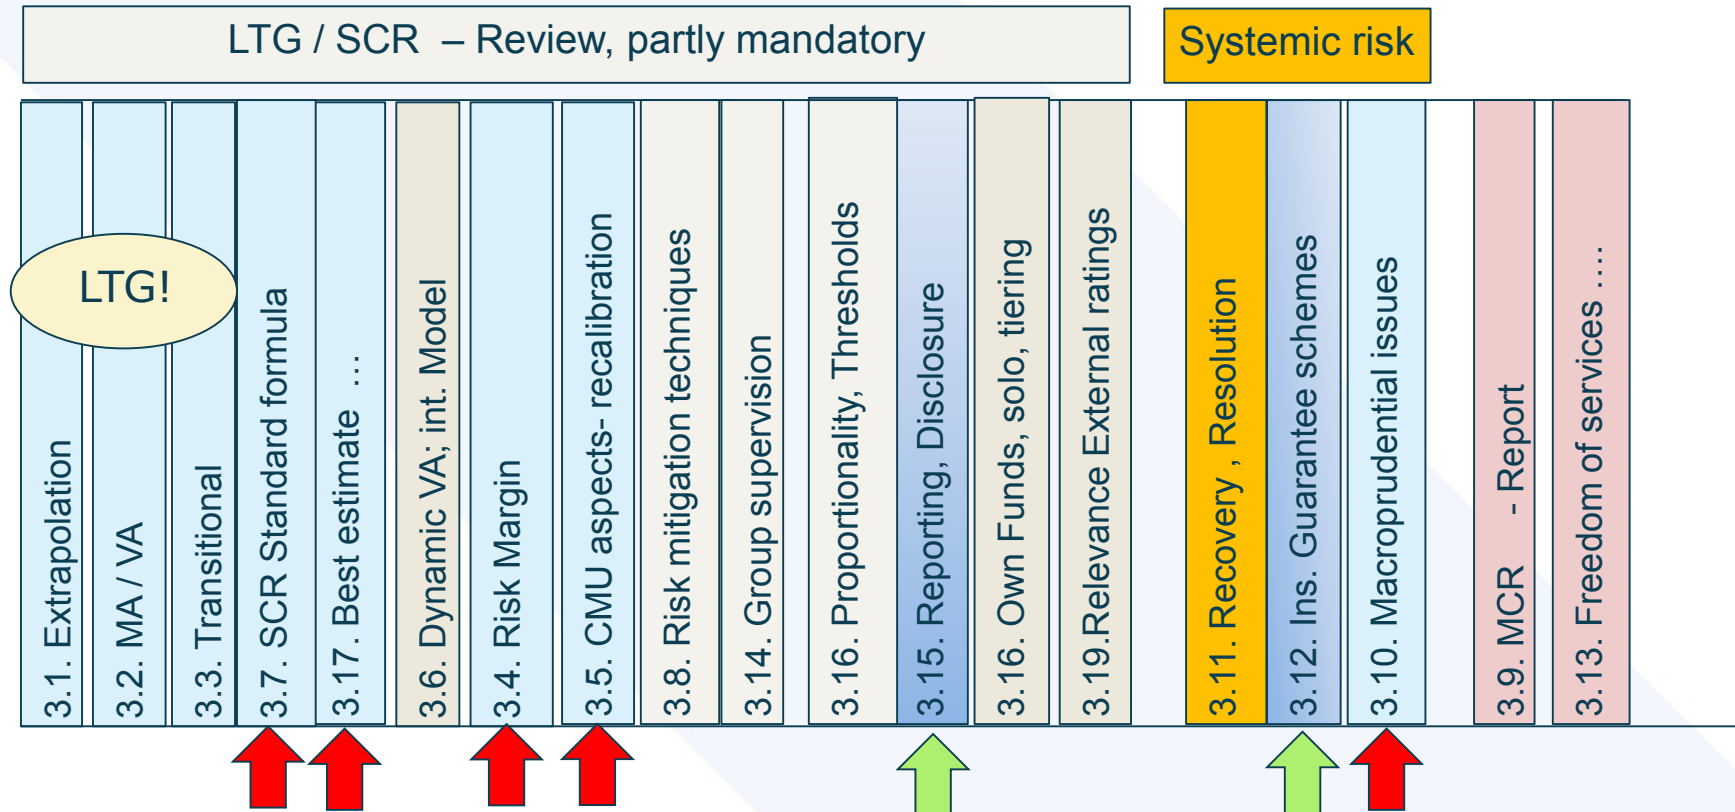 LTG / SCR – Review, partly mandatory
Systemic risk
LTG!
3.1. Extrapolation
3.2. MA / VA
3.3. Transitional
3.7. SCR Standard formula
3.17. Best estimate …
3.6. Dynamic VA; int. Model
3.4. Risk Margin
3.5. CMU aspects- recalibration
3.8. Risk mitigation techniques
3.14. Group supervision
3.16. Proportionality, Thresholds
3.15. Reporting, Disclosure
3.16. Own Funds, solo, tiering
3.19.Relevance External ratings
3.11. Recovery , Resolution
3.12. Ins. Guarantee schemes
3.10. Macroprudential issues
3.9. MCR - Report
3.13. Freedom of services …..